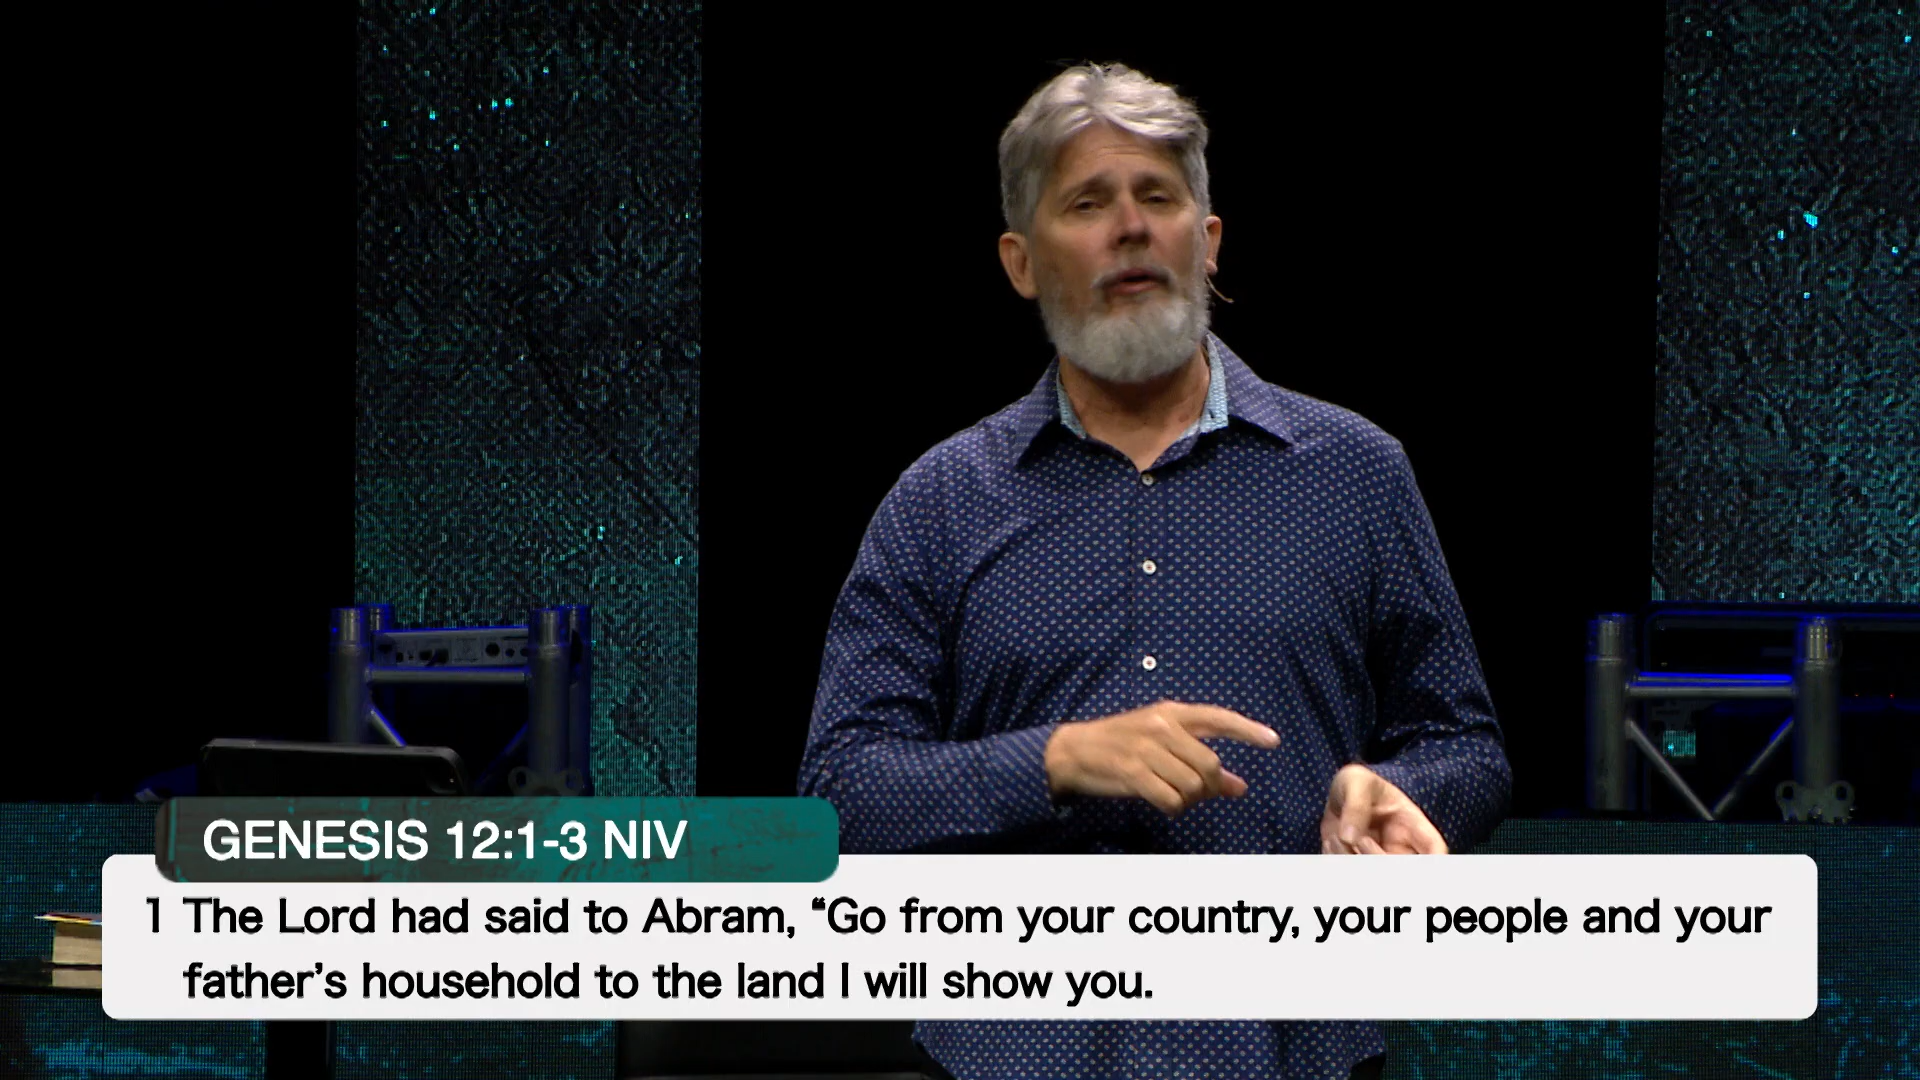 GENESIS 12:1-3 NIV
1 The Lord had said to Abram, “Go from your country, your people and your
father’s household to the land I will show you.